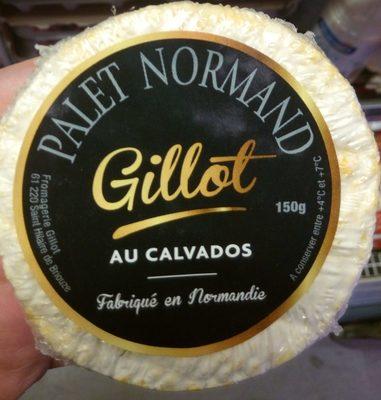 PALET NORMAND
Gillot
AU CALVADOS
Fabriqué en Normandie
150g
Fromagerie Gillot
61 220 Saint Hilaire de Briouze
A conserver entre +4°C et +7°C